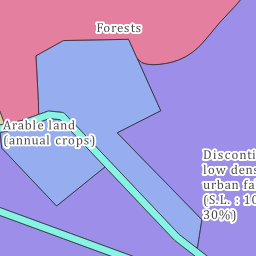 Forests
Arable land
(annual crops)
Disconti
low dens
urban fa
(S.L. : 10
30%)